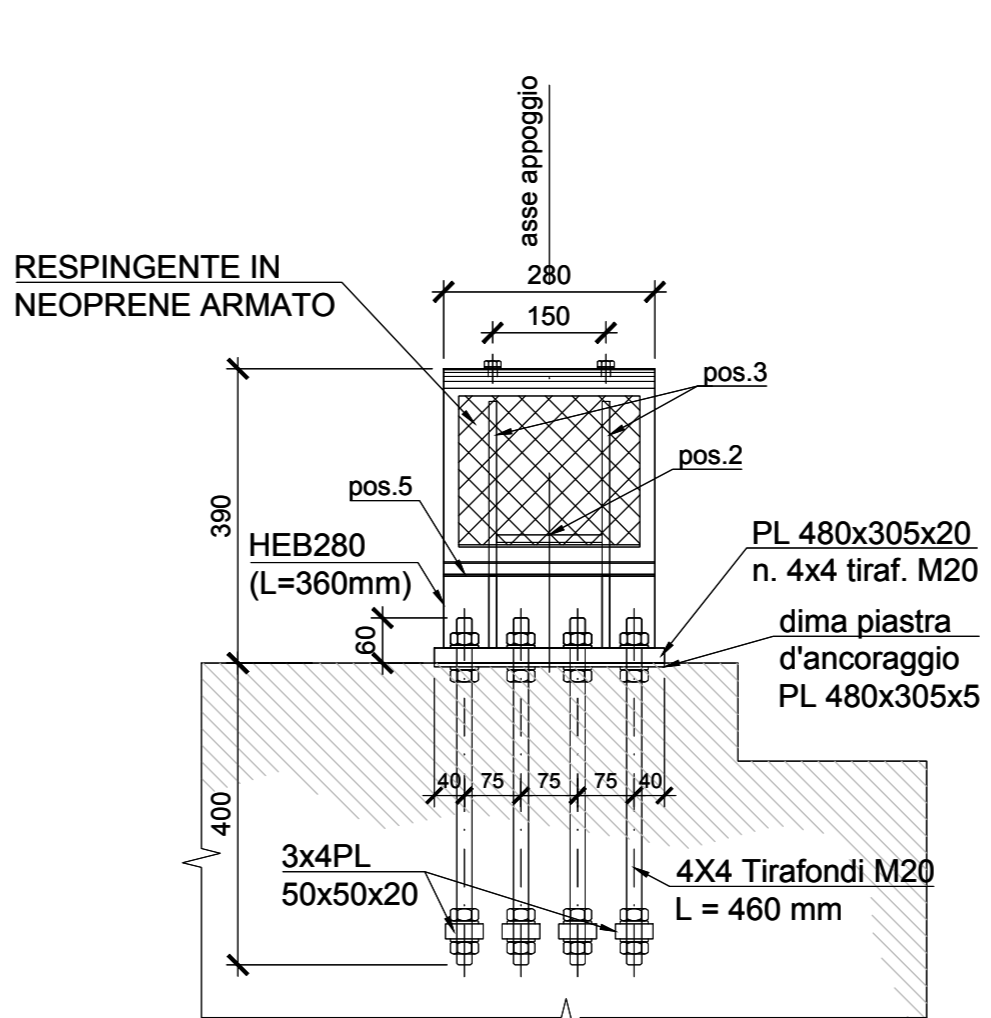 asse appoggio
RESPINGENTE IN
NEOPRENE ARMATO
280
150
pos.3
pos.2
pos.5
390
HEB280
(L=360mm)
60
PL 480x305x20
n. 4x4 tiraf. M20
dima piastra
d'ancoraggio
PL 480x305x5
40 75 75 75 40
400
3x4PL
50x50x20
4X4 Tirafondi M20
L = 460 mm